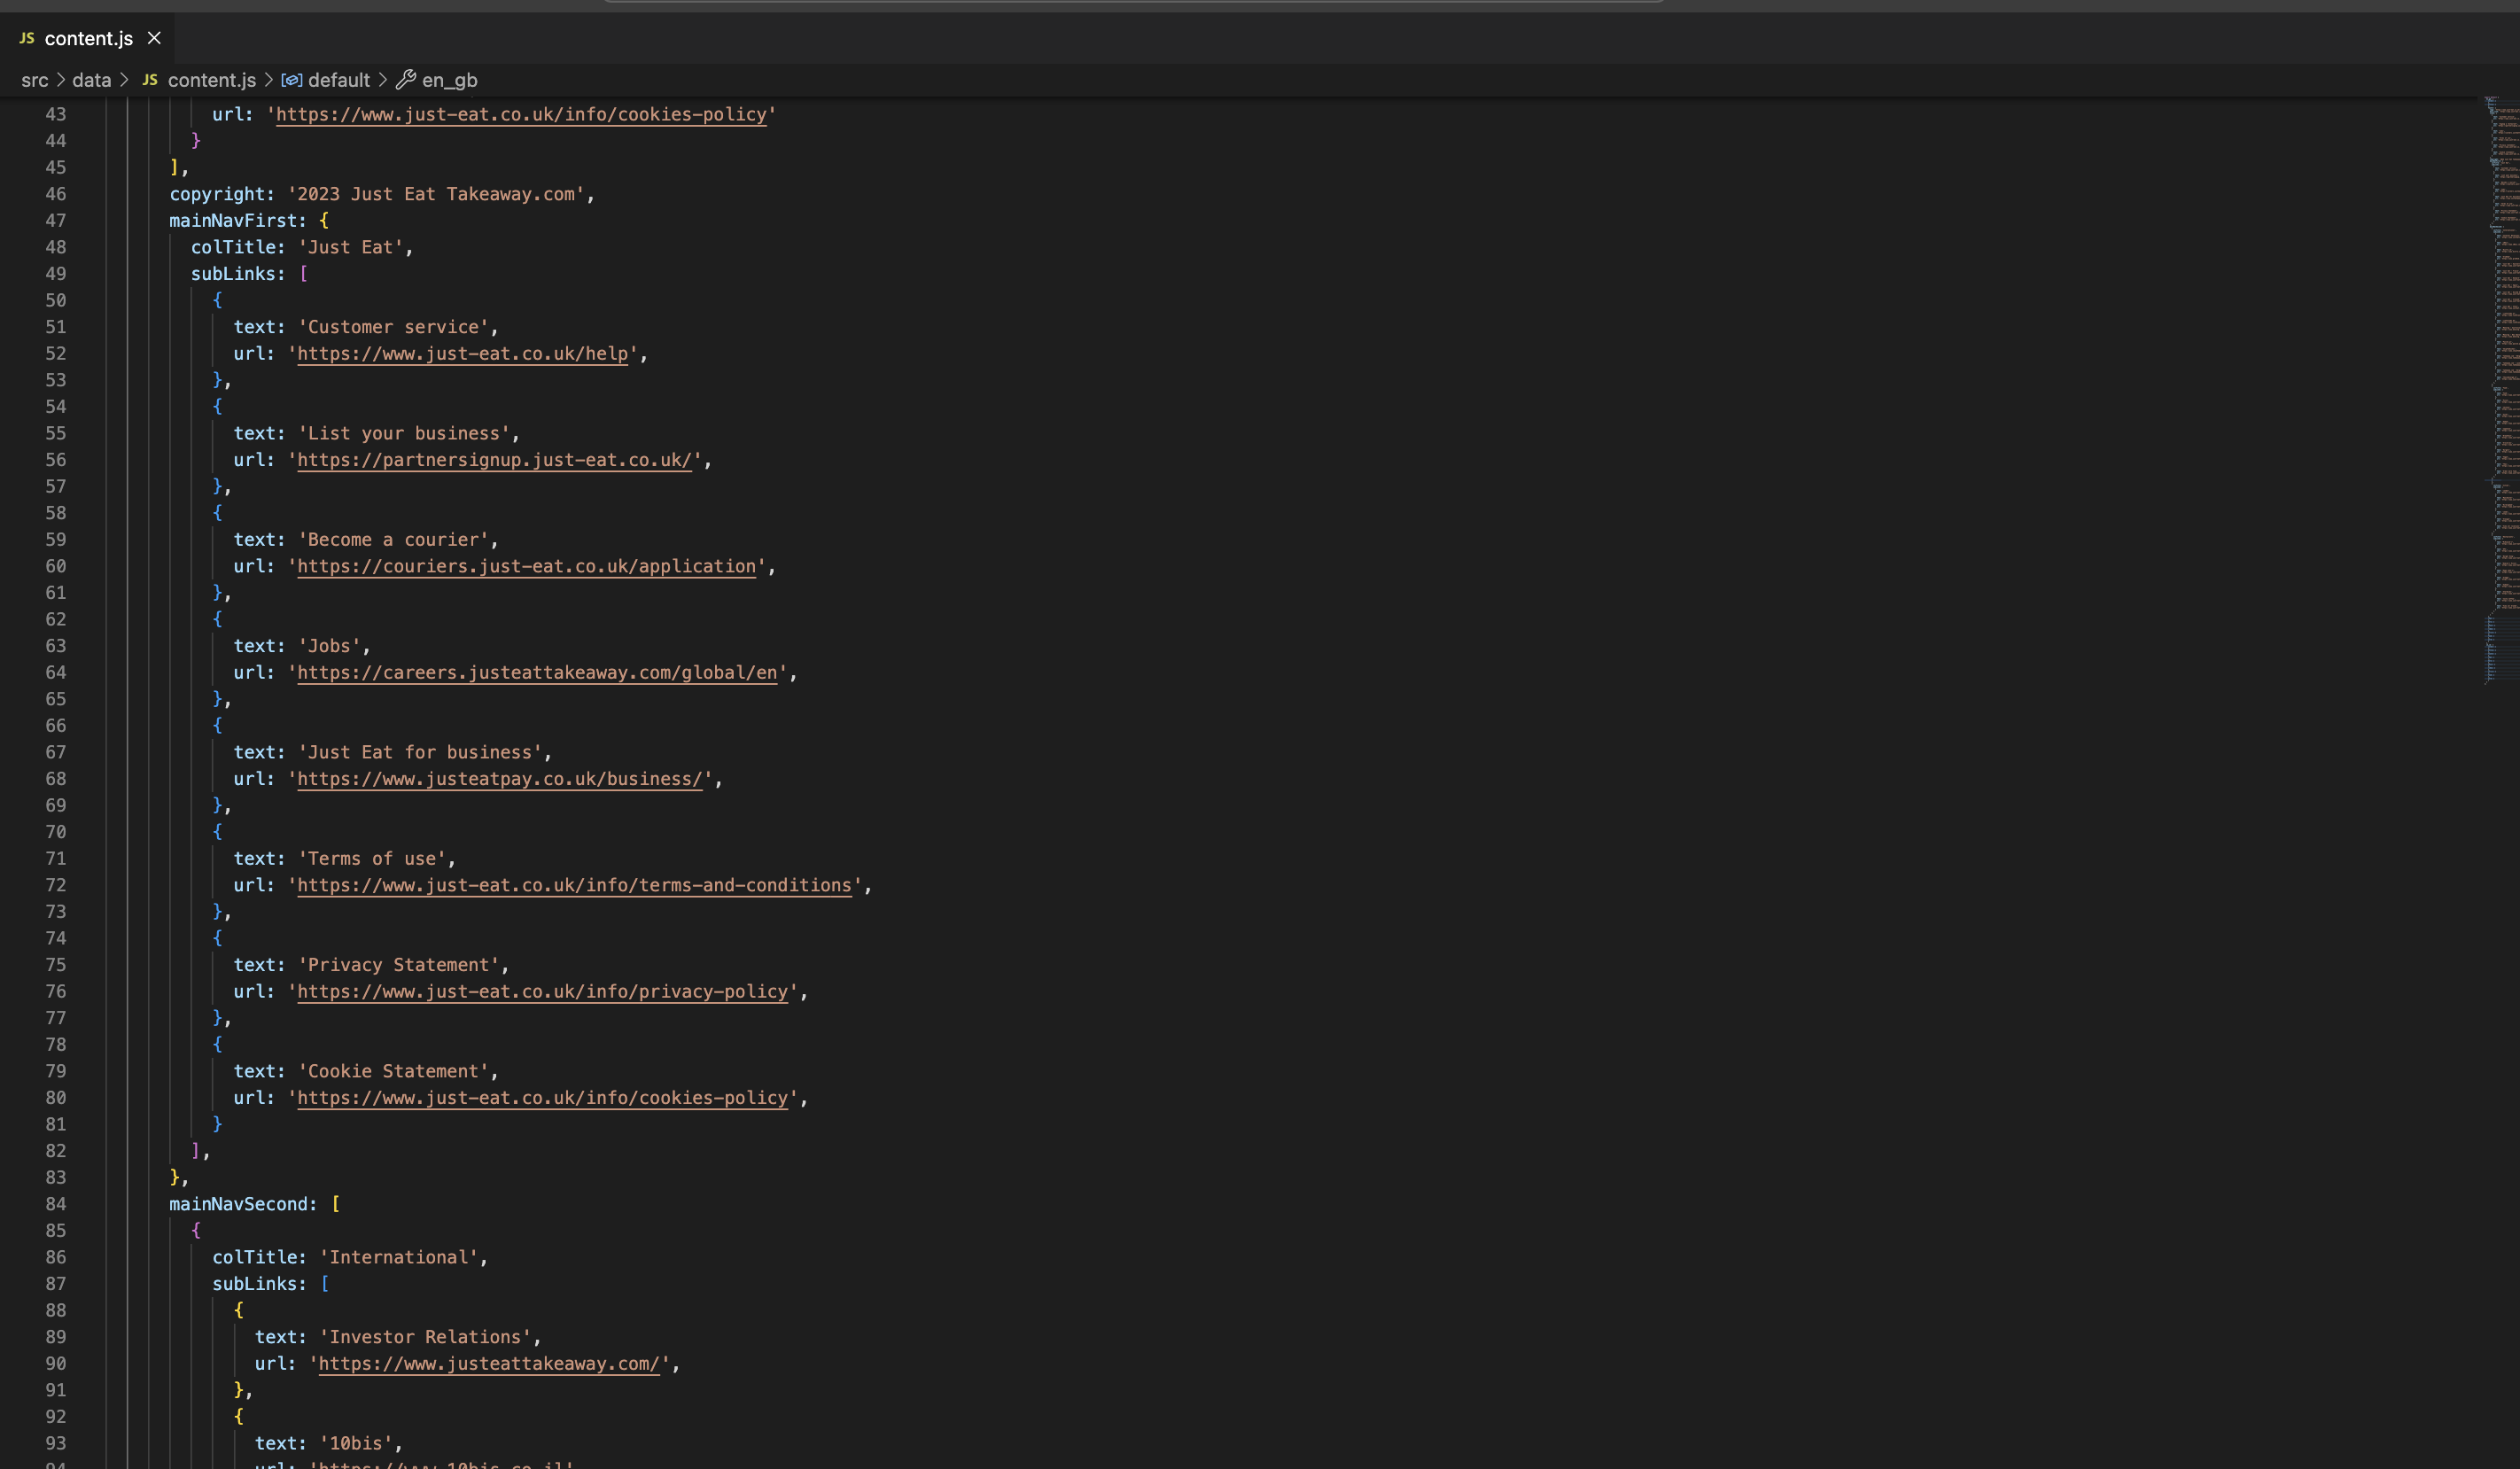 JS content.js ×
src > data > JS content.js > default > en_gb
43 url: 'https://www.just-eat.co.uk/info/cookies-policy'
44 }
45 ],
46 copyright: '2023 Just Eat Takeaway.com',
47 mainNavFirst: {
48 colTitle: 'Just Eat',
49 subLinks: [
50 {
51 text: 'Customer service',
52 url: 'https://www.just-eat.co.uk/help',
53 },
54 {
55 text: 'List your business',
56 url: 'https://partnersignup.just-eat.co.uk/',
57 },
58 {
59 text: 'Become a courier',
60 url: 'https://couriers.just-eat.co.uk/application',
61 },
62 {
63 text: 'Jobs',
64 url: 'https://careers.justeattakeaway.com/global/en',
65 },
66 {
67 text: 'Just Eat for business',
68 url: 'https://www.justeatpay.co.uk/business/',
69 },
70 {
71 text: 'Terms of use',
72 url: 'https://www.just-eat.co.uk/info/terms-and-conditions',
73 },
74 {
75 text: 'Privacy Statement',
76 url: 'https://www.just-eat.co.uk/info/privacy-policy',
77 },
78 {
79 text: 'Cookie Statement',
80 url: 'https://www.just-eat.co.uk/info/cookies-policy',
81 }
82 ],
83 },
84 mainNavSecond: [
85 {
86 colTitle: 'International',
87 subLinks: [
88 {
89 text: 'Investor Relations',
90 url: 'https://www.justeattakeaway.com/',
91 },
92 {
93 text: '10bis',
94 url: 'https://www.10bis.co.il'